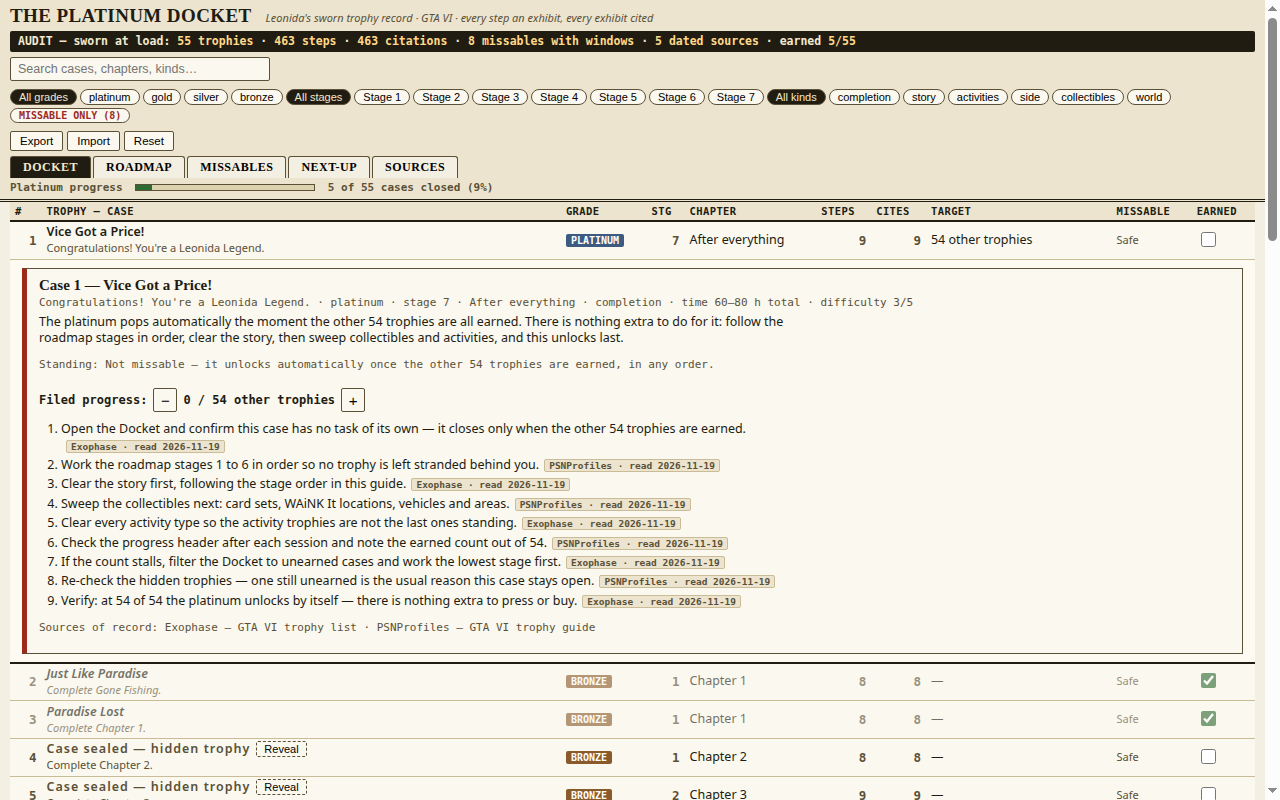 THE PLATINUM DOCKET Leonida's sworn trophy record · GTA VI · every step an exhibit, every exhibit cited
AUDIT — sworn at load: 55 trophies · 463 steps · 463 citations · 8 missables with windows · 5 dated sources · earned 5/55
Search cases, chapters, kinds…
All grades platinum gold silver bronze All stages Stage 1 Stage 2 Stage 3 Stage 4 Stage 5 Stage 6 Stage 7 All kinds completion story activities side collectibles world
MISSABLE ONLY (8)
Export Import Reset
DOCKET ROADMAP MISSABLES NEXT-UP SOURCES
Platinum progress 5 of 55 cases closed (9%)
# TROPHY — CASE GRADE STG CHAPTER STEPS CITES TARGET MISSABLE EARNED
1 Vice Got a Price! PLATINUM 7 After everything 9 9 54 other trophies Safe
Congratulations! You're a Leonida Legend.
Case 1 — Vice Got a Price!
Congratulations! You're a Leonida Legend. · platinum · stage 7 · After everything · completion · time 60–80 h total · difficulty 3/5
The platinum pops automatically the moment the other 54 trophies are all earned. There is nothing extra to do for it: follow the
roadmap stages in order, clear the story, then sweep collectibles and activities, and this unlocks last.
Standing: Not missable — it unlocks automatically once the other 54 trophies are earned, in any order.
Filed progress: − 0 / 54 other trophies +
1. Open the Docket and confirm this case has no task of its own — it closes only when the other 54 trophies are earned.
Exophase · read 2026-11-19
2. Work the roadmap stages 1 to 6 in order so no trophy is left stranded behind you. PSNProfiles · read 2026-11-19
3. Clear the story first, following the stage order in this guide. Exophase · read 2026-11-19
4. Sweep the collectibles next: card sets, WAiNK It locations, vehicles and areas. PSNProfiles · read 2026-11-19
5. Clear every activity type so the activity trophies are not the last ones standing. Exophase · read 2026-11-19
6. Check the progress header after each session and note the earned count out of 54. PSNProfiles · read 2026-11-19
7. If the count stalls, filter the Docket to unearned cases and work the lowest stage first. Exophase · read 2026-11-19
8. Re-check the hidden trophies — one still unearned is the usual reason this case stays open. PSNProfiles · read 2026-11-19
9. Verify: at 54 of 54 the platinum unlocks by itself — there is nothing extra to press or buy. Exophase · read 2026-11-19
Sources of record: Exophase — GTA VI trophy list · PSNProfiles — GTA VI trophy guide
2 Just Like Paradise BRONZE 1 Chapter 1 8 8 — Safe
Complete Gone Fishing.
3 Paradise Lost BRONZE 1 Chapter 1 8 8 — Safe
Complete Chapter 1.
4 Case sealed — hidden trophy Reveal BRONZE 1 Chapter 2 8 8 — Safe
Complete Chapter 2.
5 Case sealed — hidden trophy Reveal BRONZE 2 Chapter 3 9 9 — Safe